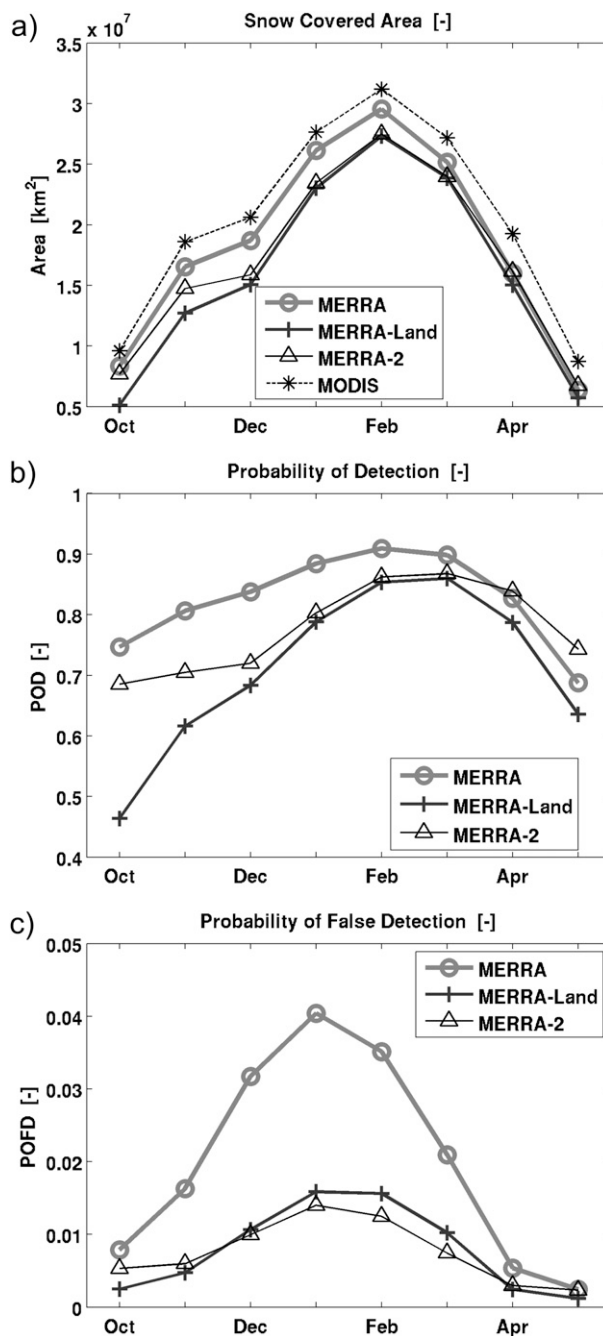 a)
Snow Covered Area [-]
x 10⁷
3.5
3
2.5
2
1.5
1
0.5
Area [km²]
MERRA
MERRA-Land
MERRA-2
MODIS
Oct
Dec
Feb
Apr
b)
Probability of Detection [-]
1
0.9
0.8
0.7
0.6
0.5
0.4
POD [-]
MERRA
MERRA-Land
MERRA-2
Oct
Dec
Feb
Apr
c)
Probability of False Detection [-]
0.05
0.04
0.03
0.02
0.01
0
POFD [-]
MERRA
MERRA-Land
MERRA-2
Oct
Dec
Feb
Apr